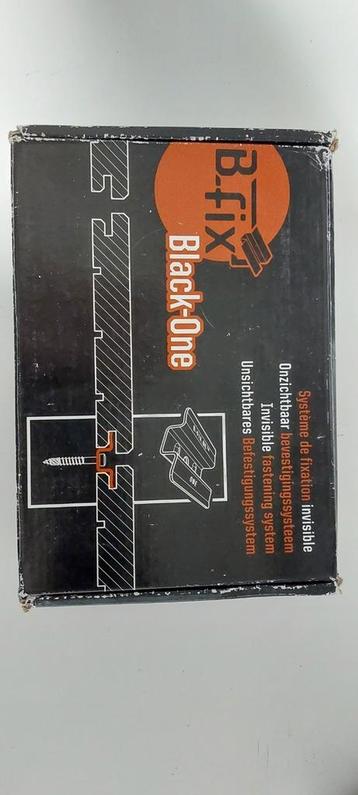 B-fix
Black-One
Système de fixation invisible
Onzichtbaar bevestigingssysteem
Invisible fastening system
Unsichtbares Befestigungssystem